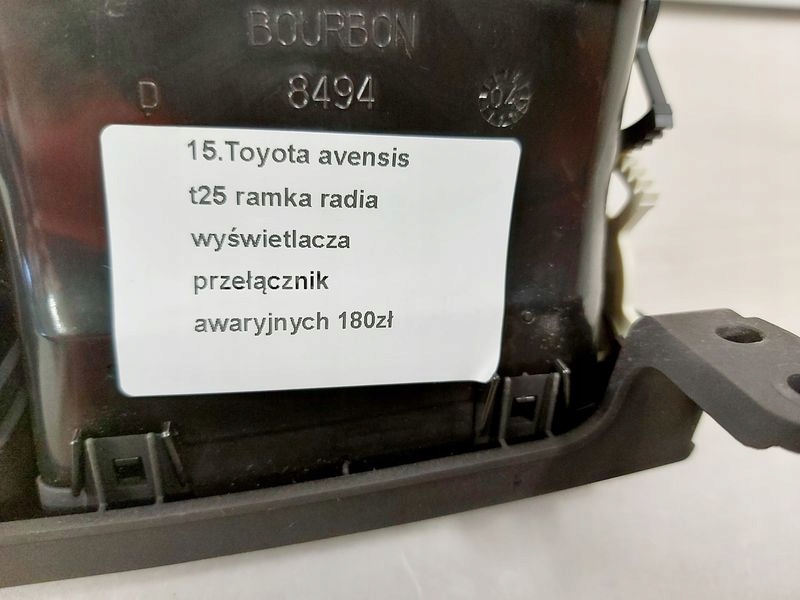 BOURBON
D 8494 04
15.Toyota avensis
t25 ramka radia
wyświetlacza
przełącznik
awaryjnych 180zł